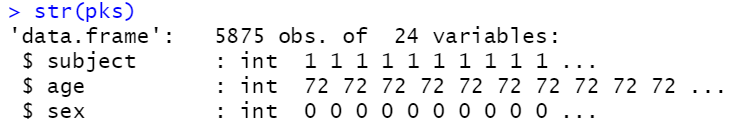 > str(pks)
'data.frame':   5875 obs. of  24 variables:
 $ subject      : int  1 1 1 1 1 1 1 1 1 1 ...
 $ age          : int  72 72 72 72 72 72 72 72 72 72 ...
 $ sex          : int  0 0 0 0 0 0 0 0 0 0 ...